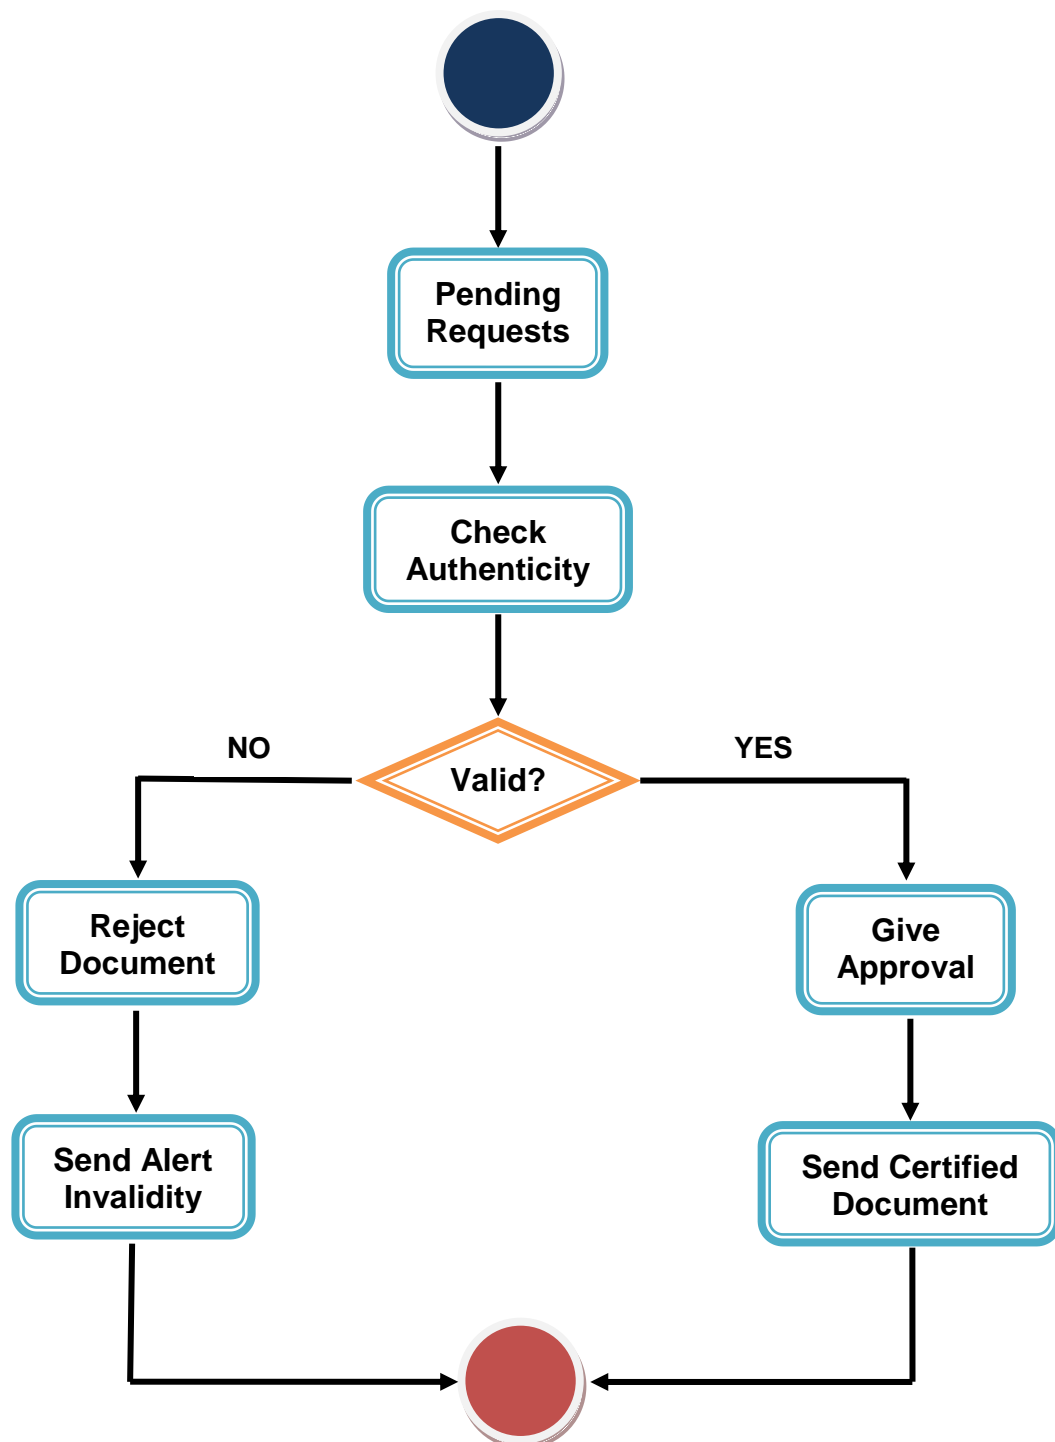 Pending
Requests
Check
Authenticity
NO
YES
Valid?
Reject
Document
Give
Approval
Send Alert
Invalidity
Send Certified
Document